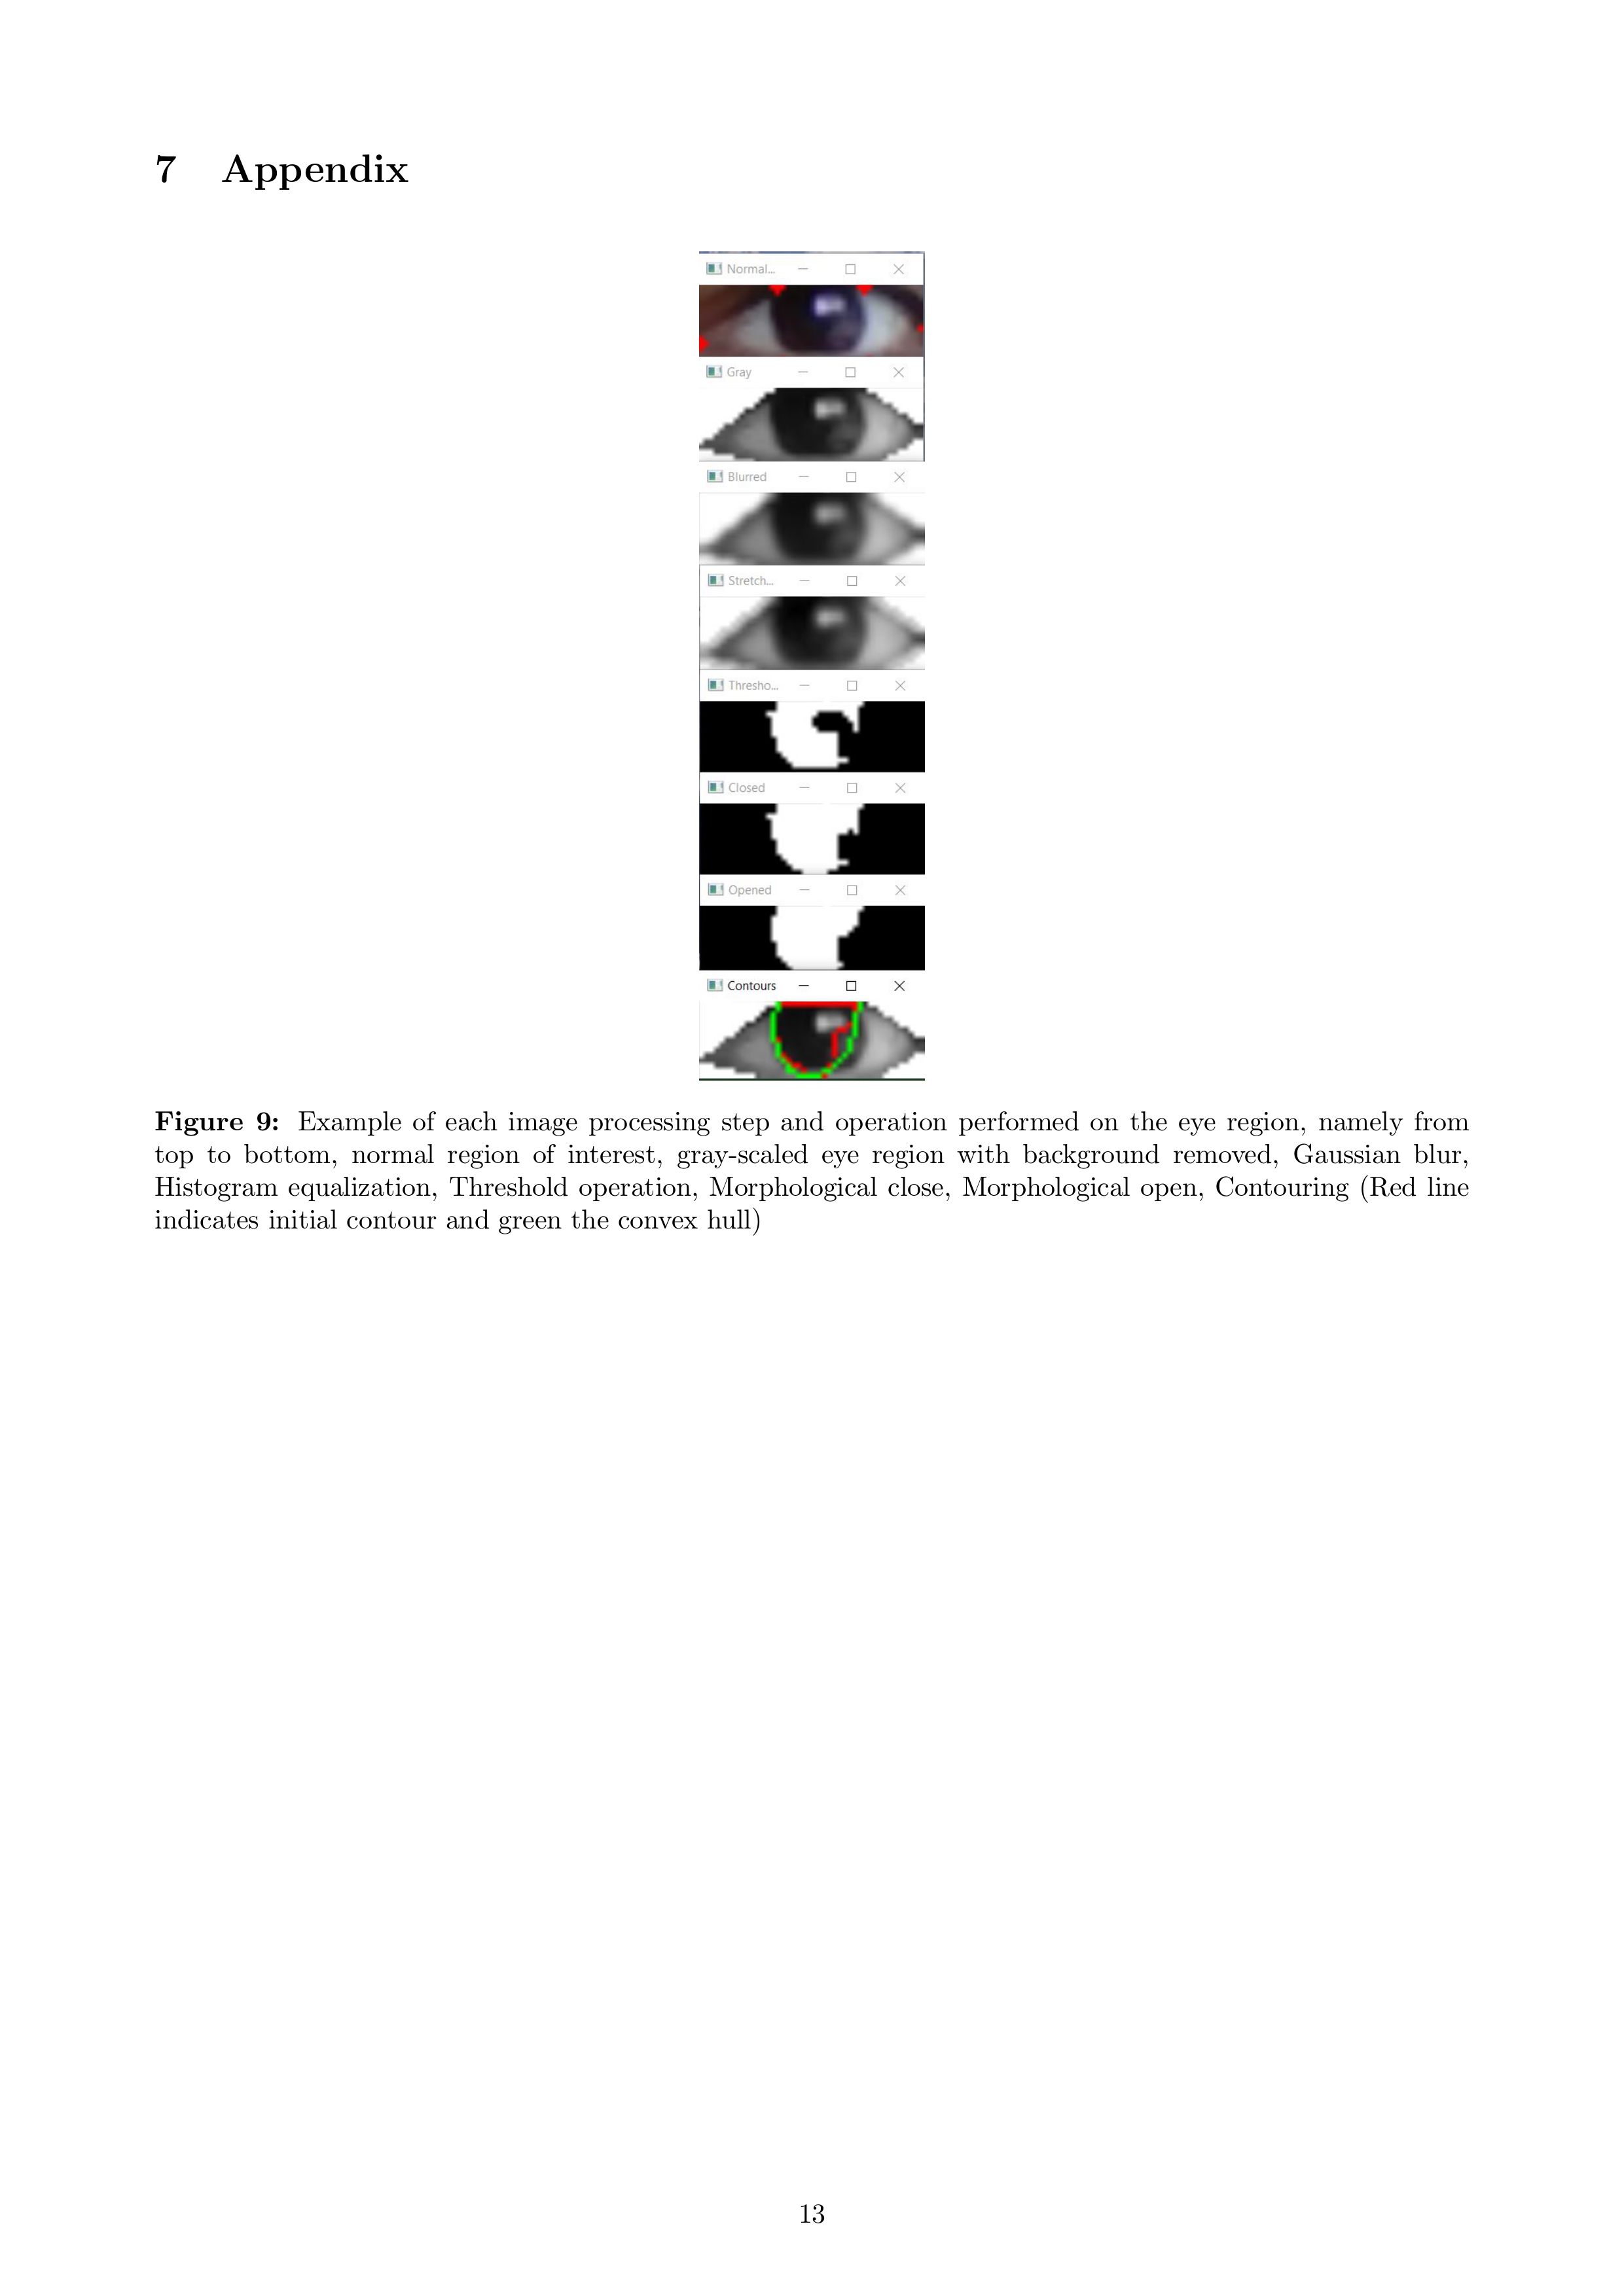 7 Appendix
Normal...
Gray
Blurred
Stretch...
Thresho...
Closed
Opened
Contours
Figure 9: Example of each image processing step and operation performed on the eye region, namely from
top to bottom, normal region of interest, gray-scaled eye region with background removed, Gaussian blur,
Histogram equalization, Threshold operation, Morphological close, Morphological open, Contouring (Red line
indicates initial contour and green the convex hull)
13